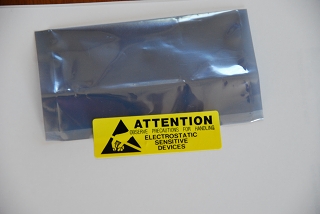 ATTENTION
OBSERVE PRECAUTIONS FOR HANDLING
ELECTROSTATIC
SENSITIVE
DEVICES